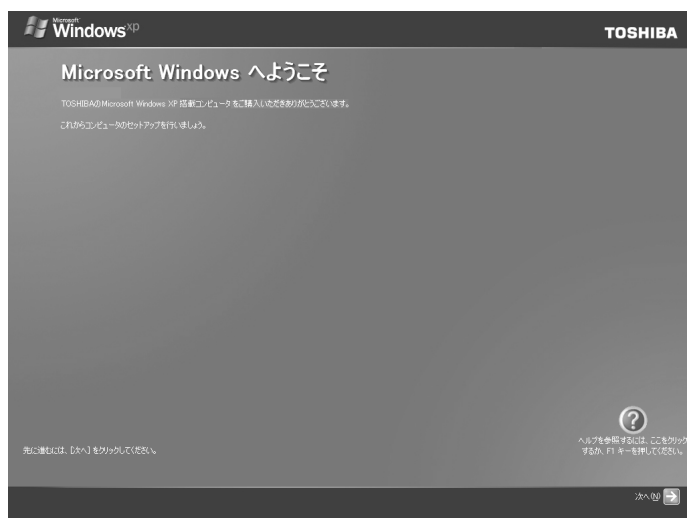 Microsoft
Windows xp
TOSHIBA
Microsoft Windows へようこそ
TOSHIBAのMicrosoft Windows XP 搭載コンピュータをご購入いただきありがとうございます。
これからコンピュータのセットアップを行いましょう。
?
ヘルプを参照するには、ここをクリック
するか、F1 キーを押してください。
先に進むには、[次へ] をクリックしてください。
次へ(N)